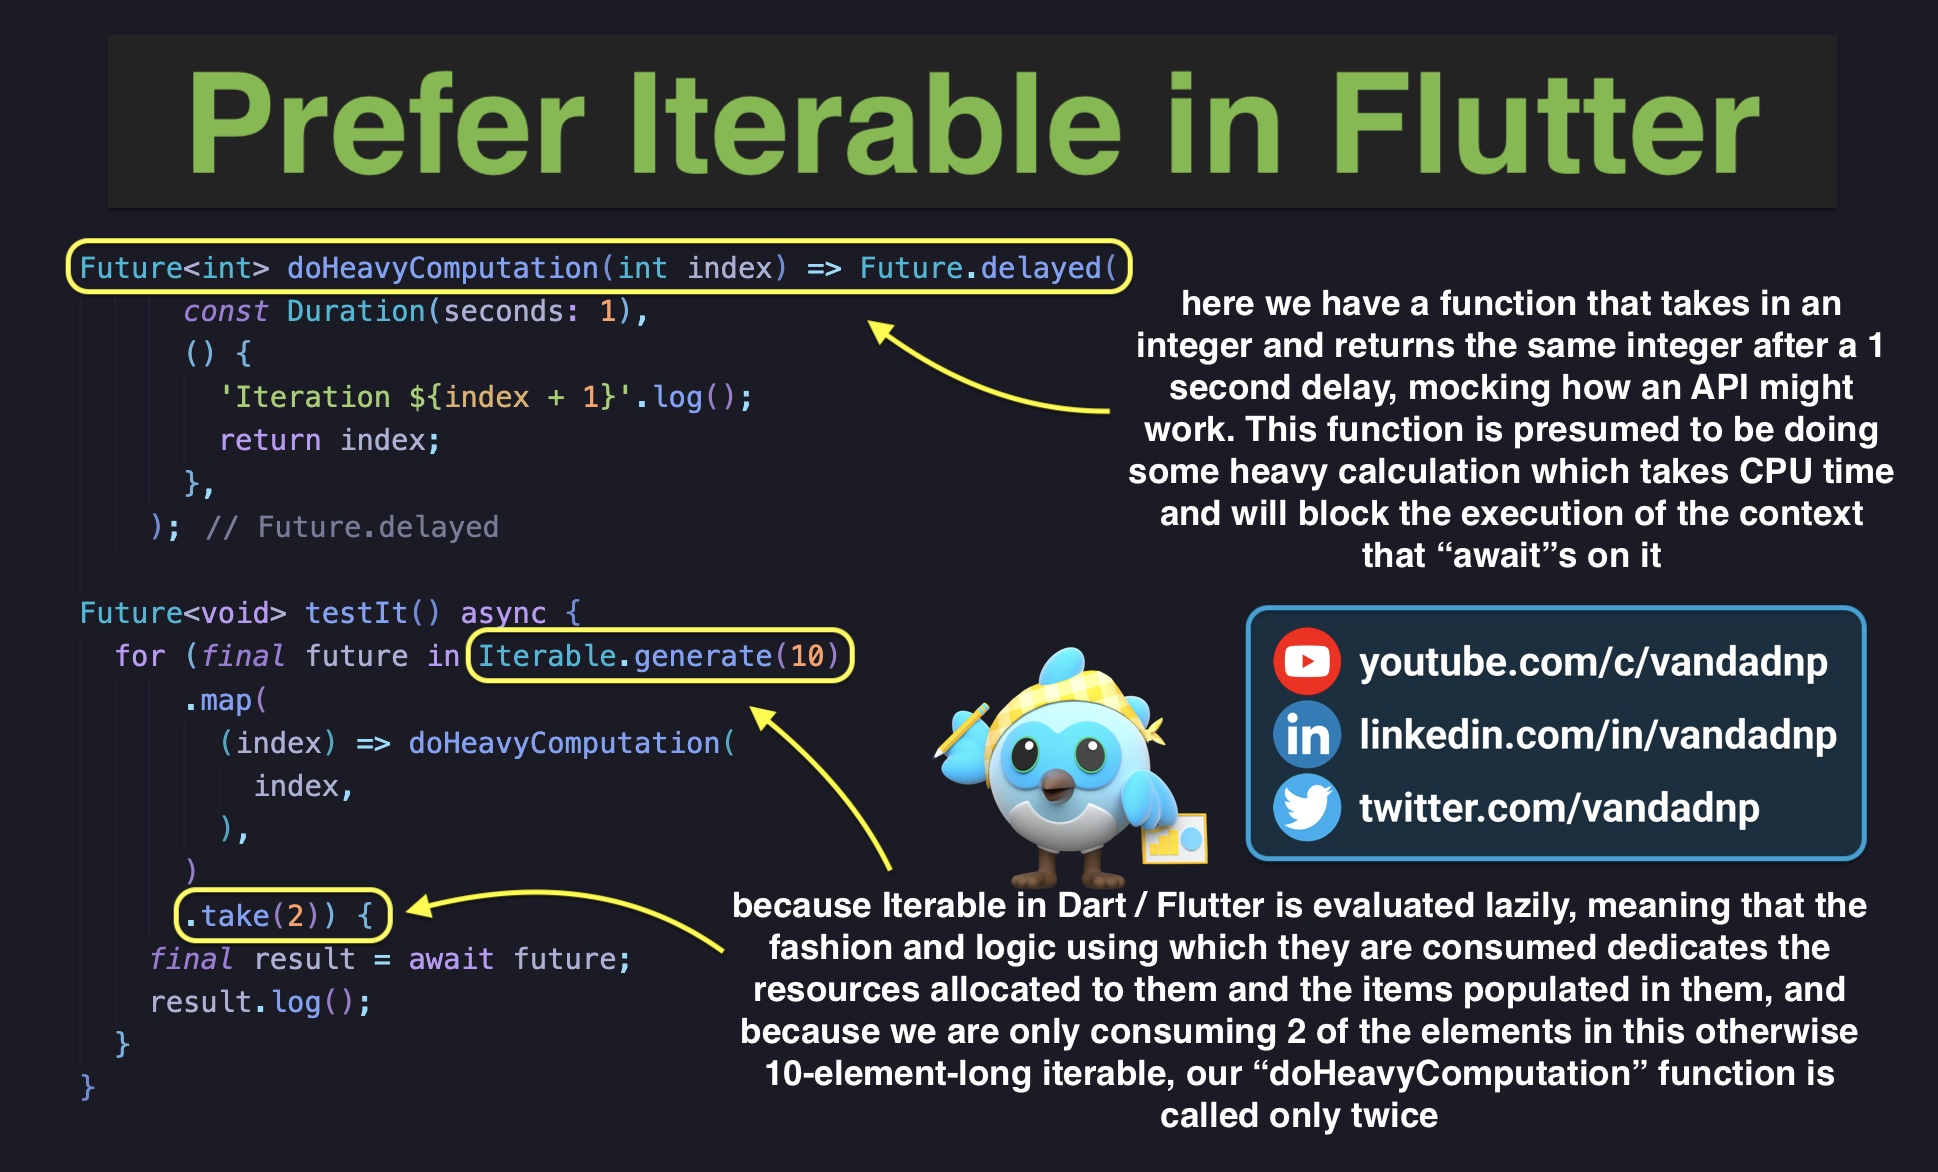 Prefer Iterable in Flutter
Future<int> doHeavyComputation(int index) => Future.delayed(
const Duration(seconds: 1),
() {
'Iteration ${index + 1}'.log();
return index;
},
); // Future.delayed
here we have a function that takes in an
integer and returns the same integer after a 1
second delay, mocking how an API might
work. This function is presumed to be doing
some heavy calculation which takes CPU time
and will block the execution of the context
that “await”s on it
Future<void> testIt() async {
for (final future in Iterable.generate(10)
.map(
(index) => doHeavyComputation(
index,
),
)
.take(2)) {
final result = await future;
result.log();
}
}
youtube.com/c/vandadnp
linkedin.com/in/vandadnp
twitter.com/vandadnp
because Iterable in Dart / Flutter is evaluated lazily, meaning that the
fashion and logic using which they are consumed dedicates the
resources allocated to them and the items populated in them, and
because we are only consuming 2 of the elements in this otherwise
10-element-long iterable, our “doHeavyComputation” function is
called only twice